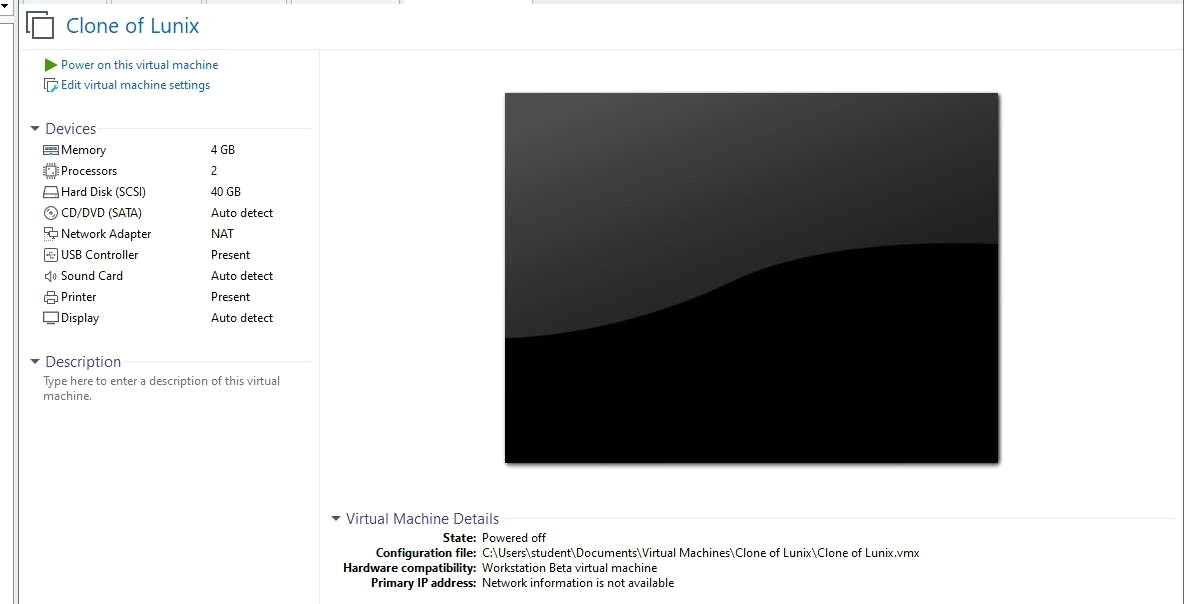 Clone of Lunix
Power on this virtual machine
Edit virtual machine settings
Devices
Memory 4 GB
Processors 2
Hard Disk (SCSI) 40 GB
CD/DVD (SATA) Auto detect
Network Adapter NAT
USB Controller Present
Sound Card Auto detect
Printer Present
Display Auto detect
Description
Type here to enter a description of this virtual
machine.
Virtual Machine Details
State: Powered off
Configuration file: C:\Users\student\Documents\Virtual Machines\Clone of Lunix\Clone of Lunix.vmx
Hardware compatibility: Workstation Beta virtual machine
Primary IP address: Network information is not available